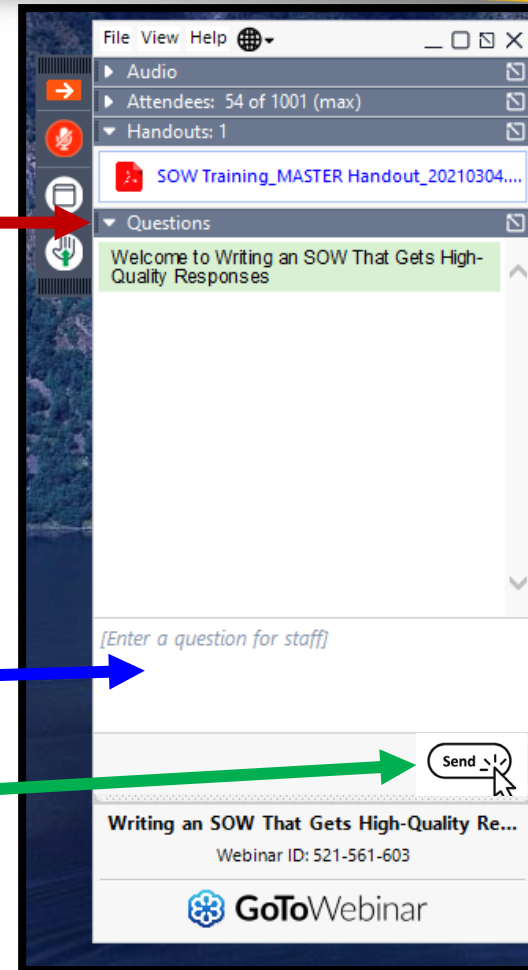 File View Help
Audio
Attendees: 54 of 1001 (max)
Handouts: 1
SOW Training_MASTER Handout_20210304....
Questions
Welcome to Writing an SOW That Gets High-
Quality Responses
[Enter a question for staff]
Send
Writing an SOW That Gets High-Quality Re...
Webinar ID: 521-561-603
GoToWebinar